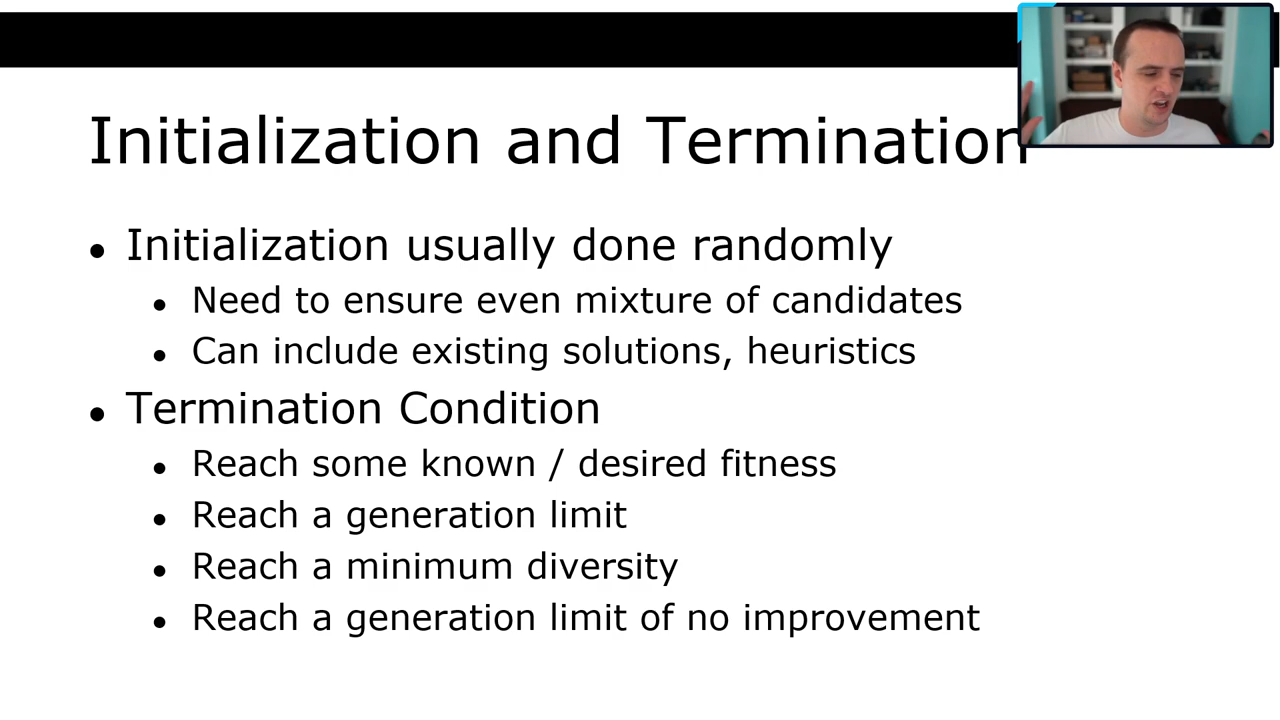 Initialization and Termination
• Initialization usually done randomly
• Need to ensure even mixture of candidates
• Can include existing solutions, heuristics
• Termination Condition
• Reach some known / desired fitness
• Reach a generation limit
• Reach a minimum diversity
• Reach a generation limit of no improvement